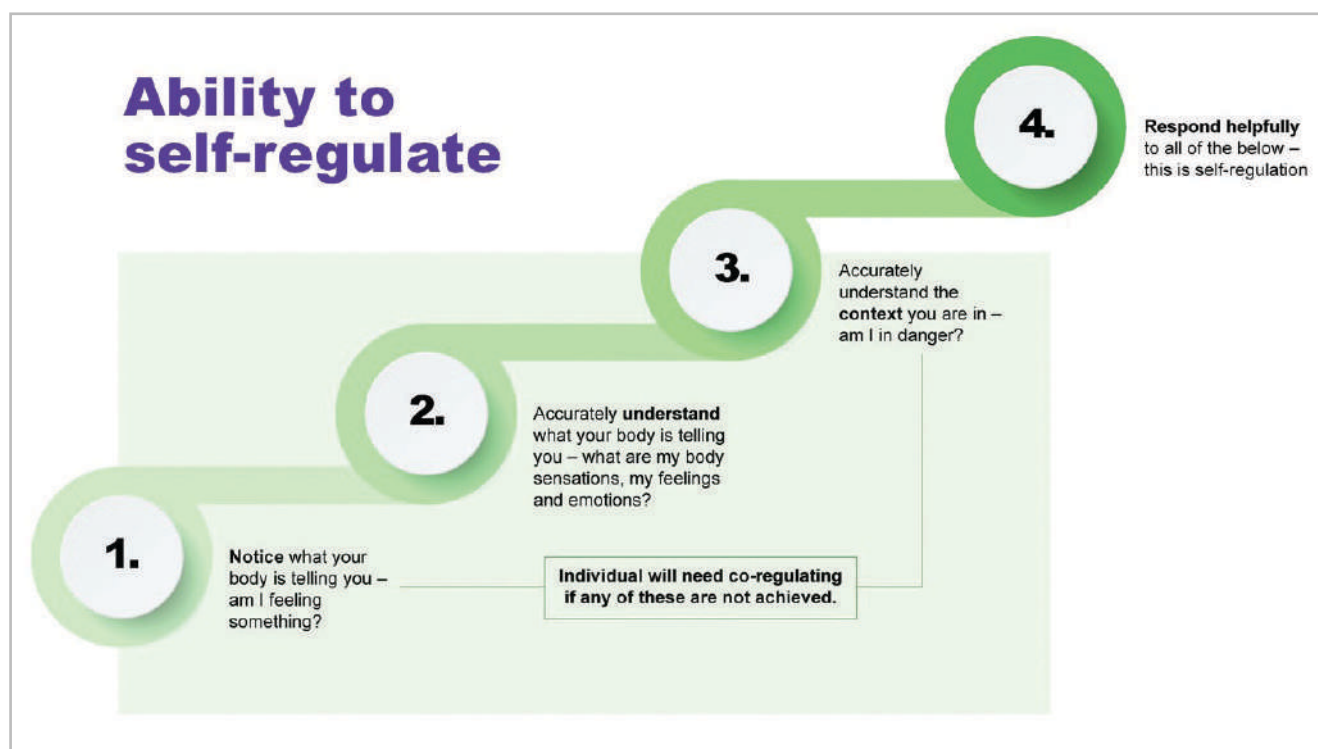 Ability to
self-regulate
4.
Respond helpfully
to all of the below –
this is self-regulation
3.
Accurately
understand the
context you are in –
am I in danger?
2.
Accurately understand
what your body is telling
you – what are my body
sensations, my feelings
and emotions?
1.
Notice what your
body is telling you –
am I feeling
something?
Individual will need co-regulating
if any of these are not achieved.